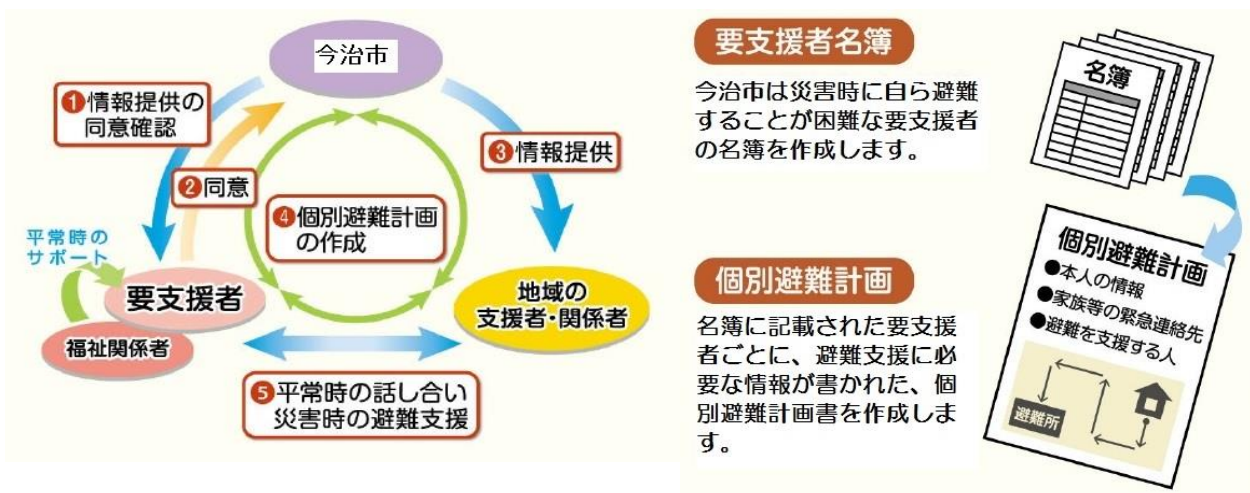 今治市
❶情報提供の
同意確認
❷同意
❸情報提供
❹個別避難計画
の作成
平常時の
サポート
要支援者
福祉関係者
地域の
支援者・関係者
❺平常時の話し合い
災害時の避難支援
要支援者名簿
今治市は災害時に自ら避難
することが困難な要支援者
の名簿を作成します。
名簿
個別避難計画
名簿に記載された要支援
者ごとに、避難支援に必
要な情報が書かれた、個
別避難計画書を作成しま
す。
個別避難計画
●本人の情報
●家族等の緊急連絡先
●避難を支援する人
避難所